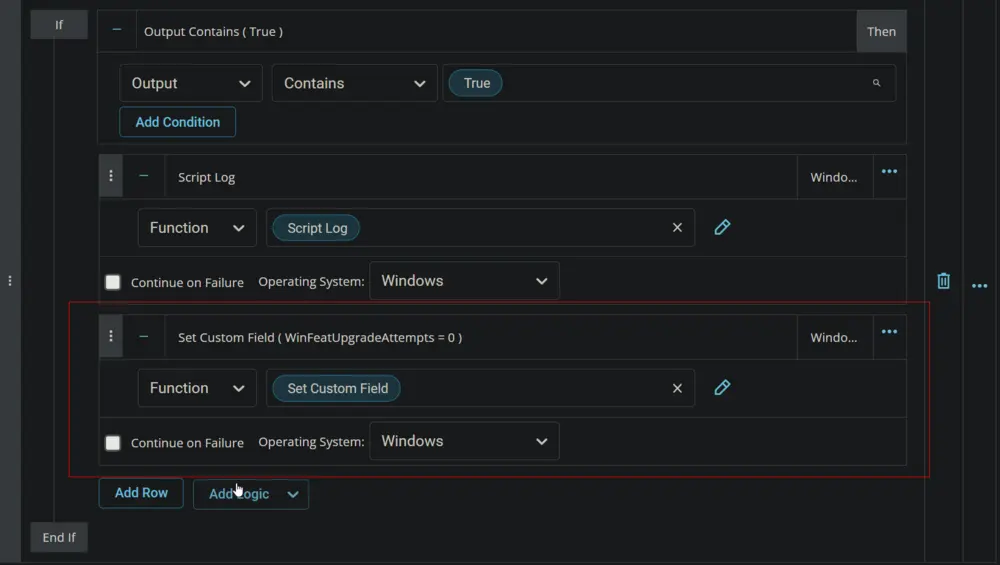 If
Output Contains ( True )
Then
Output
Contains
True
Add Condition
Script Log
Windo...
Function
Script Log
Continue on Failure
Operating System:
Windows
Set Custom Field ( WinFeatUpgradeAttempts = 0 )
Windo...
Function
Set Custom Field
Continue on Failure
Operating System:
Windows
Add Row
Add Logic
End If